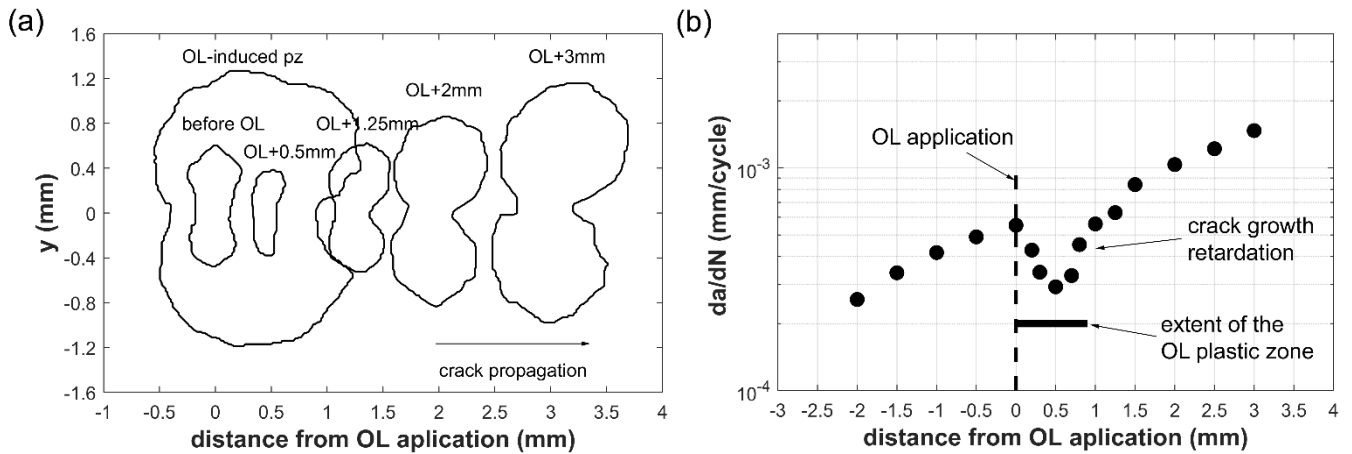 (a)
1.6
1.2
0.8
0.4
0
-0.4
-0.8
-1.2
-1.6
y (mm)
OL-induced pz
OL+3mm
OL+2mm
before OL
OL+1.25mm
OL+0.5mm
crack propagation
-1 -0.5 0 0.5 1 1.5 2 2.5 3 3.5 4
distance from OL aplication (mm)
(b)
da/dN (mm/cycle)
10-3
10-4
OL application
crack growth
retardation
extent of the
OL plastic zone
-3 -2 -1.5 -1 -0.5 0 0.5 1 1.5 2 2.5 3 4
distance from OL aplication (mm)